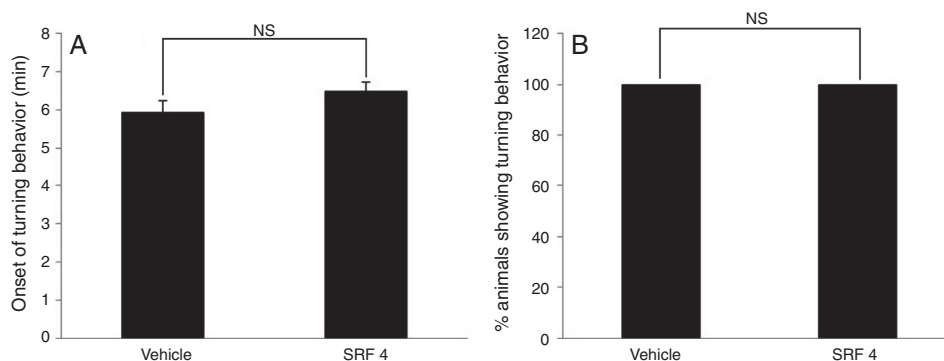 A
NS
Onset of turning behavior (min)
8
7
6
5
4
3
2
1
0
Vehicle
SRF 4
B
NS
% animals showing turning behavior
120
100
80
60
40
20
0
Vehicle
SRF 4